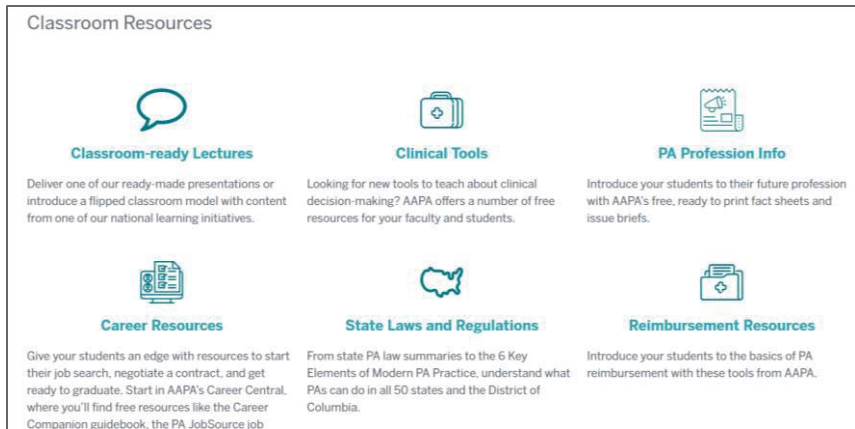 Classroom Resources
Classroom-ready Lectures
Deliver one of our ready-made presentations or
introduce a flipped classroom model with content
from one of our national learning initiatives.
Clinical Tools
Looking for new tools to teach about clinical
decision-making? AAPA offers a number of free
resources for your faculty and students.
PA Profession Info
Introduce your students to their future profession
with AAPA's free, ready to print fact sheets and
issue briefs.
Career Resources
Give your students an edge with resources to start
their job search, negotiate a contract, and get
ready to graduate. Start in AAPA's Career Central,
where you'll find free resources like the Career
Companion guidebook, the PA JobSource job
State Laws and Regulations
From state PA law summaries to the 6 Key
Elements of Modern PA Practice, understand what
PAs can do in all 50 states and the District of
Columbia.
Reimbursement Resources
Introduce your students to the basics of PA
reimbursement with these tools from AAPA.